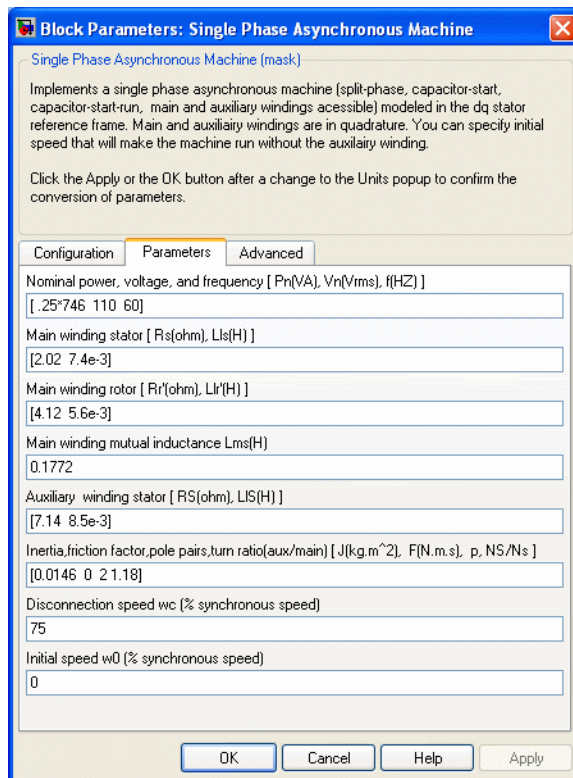 Block Parameters: Single Phase Asynchronous Machine
Single Phase Asynchronous Machine (mask)
Implements a single phase asynchronous machine (split-phase, capacitor-start,
capacitor-start-run, main and auxiliary windings acessible) modeled in the dq stator
reference frame. Main and auxiliairy windings are in quadrature. You can specify initial
speed that will make the machine run without the auxilairy winding.
Click the Apply or the OK button after a change to the Units popup to confirm the
conversion of parameters.
Configuration Parameters Advanced
Nominal power, voltage, and frequency [ Pn(VA), Vn(Vrms), f(HZ) ]
[ .25*746 110 60]
Main winding stator [ Rs(ohm), Lls(H) ]
[2.02 7.4e-3]
Main winding rotor [ Rr'(ohm), Llr'(H) ]
[4.12 5.6e-3]
Main winding mutual inductance Lms(H)
0.1772
Auxiliary winding stator [ RS(ohm), LlS(H) ]
[7.14 8.5e-3]
Inertia,friction factor,pole pairs,turn ratio(aux/main) [ J(kg.m^2), F(N.m.s), p, NS/Ns ]
[0.0146 0 2 1.18]
Disconnection speed wc (% synchronous speed)
75
Initial speed w0 (% synchronous speed)
0
OK Cancel Help Apply